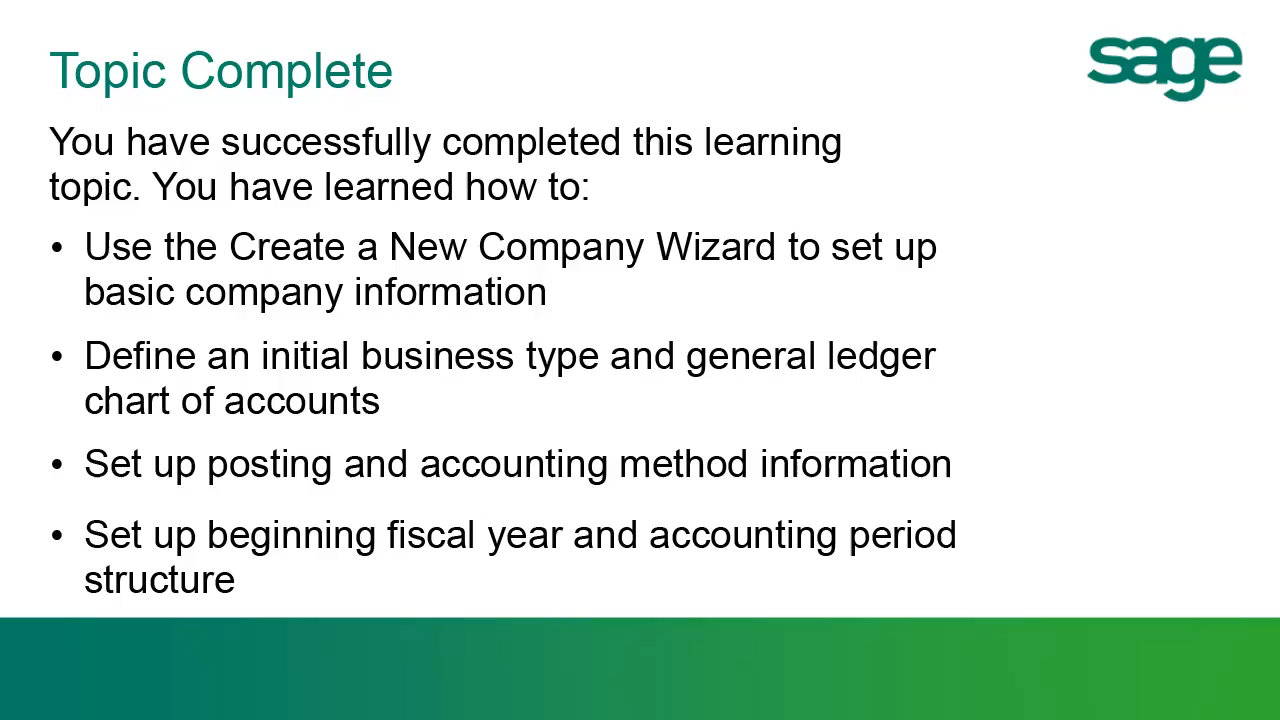 Topic Complete
sage
You have successfully completed this learning
topic. You have learned how to:
• Use the Create a New Company Wizard to set up
basic company information
• Define an initial business type and general ledger
chart of accounts
• Set up posting and accounting method information
• Set up beginning fiscal year and accounting period
structure